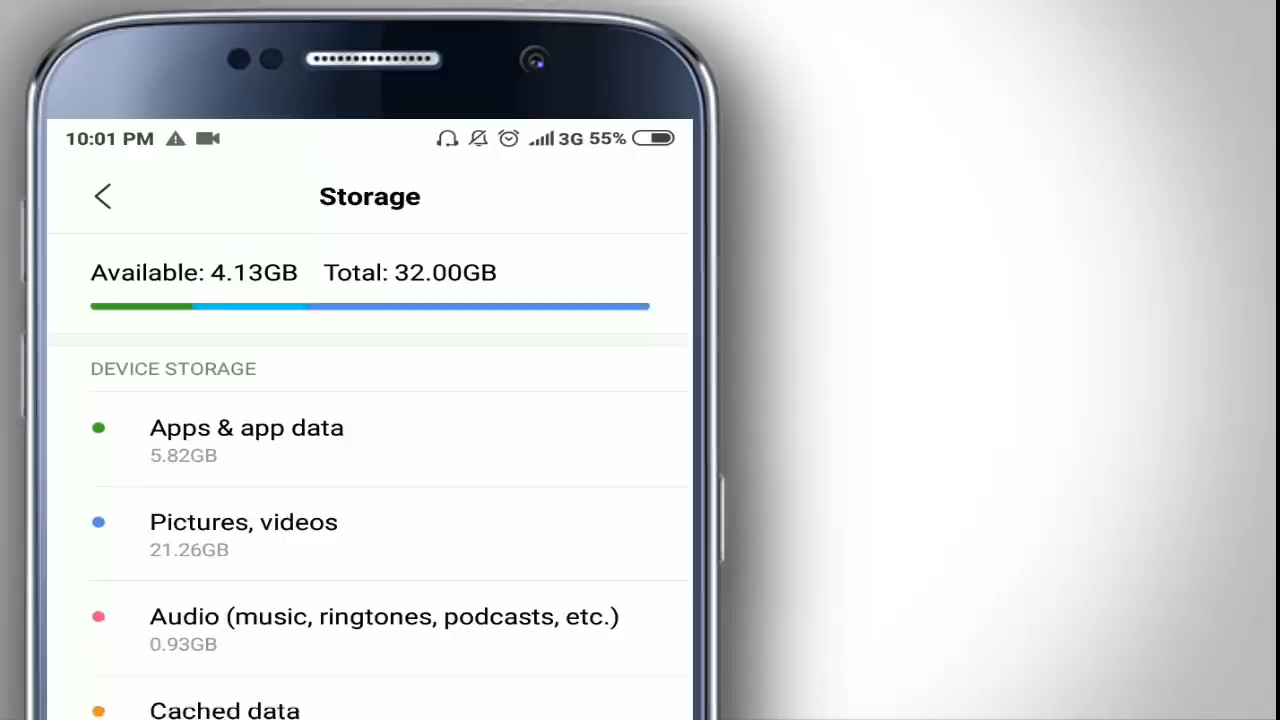 10:01 PM 3G 55%
Storage
Available: 4.13GB Total: 32.00GB
DEVICE STORAGE
Apps & app data
5.82GB
Pictures, videos
21.26GB
Audio (music, ringtones, podcasts, etc.)
0.93GB
Cached data